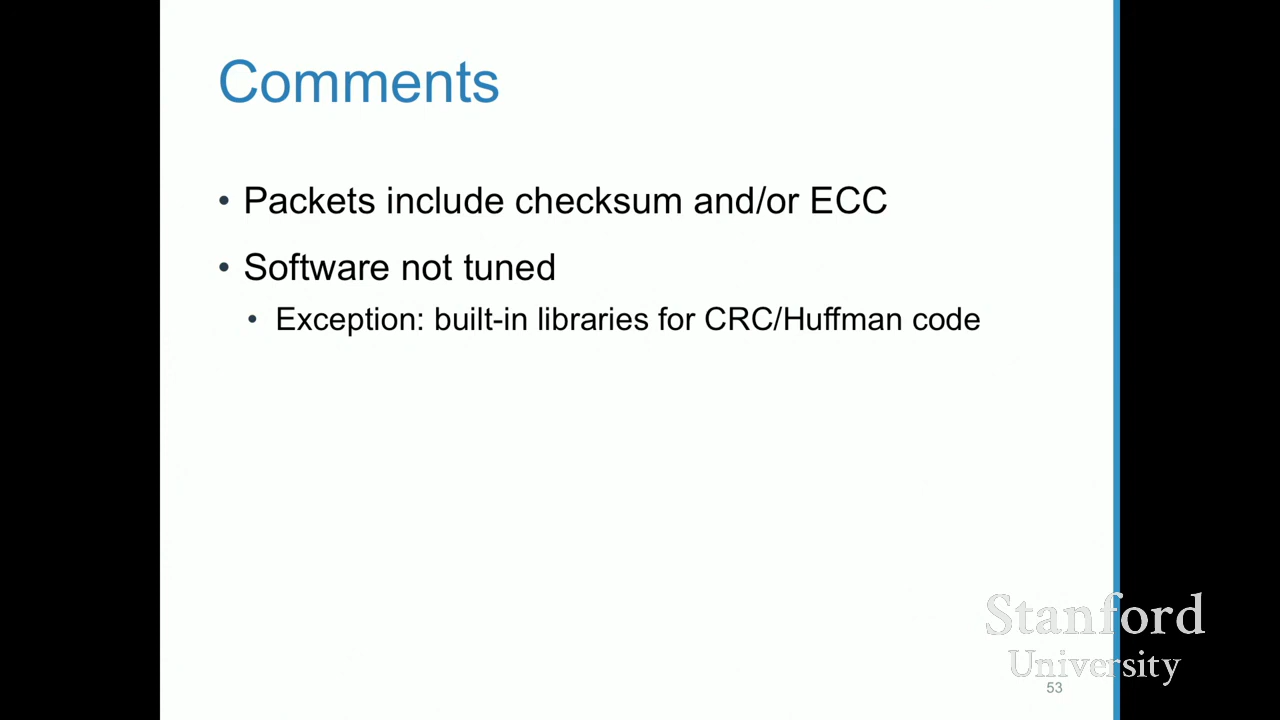 Comments
• Packets include checksum and/or ECC
• Software not tuned
• Exception: built-in libraries for CRC/Huffman code
Stanford
University
53